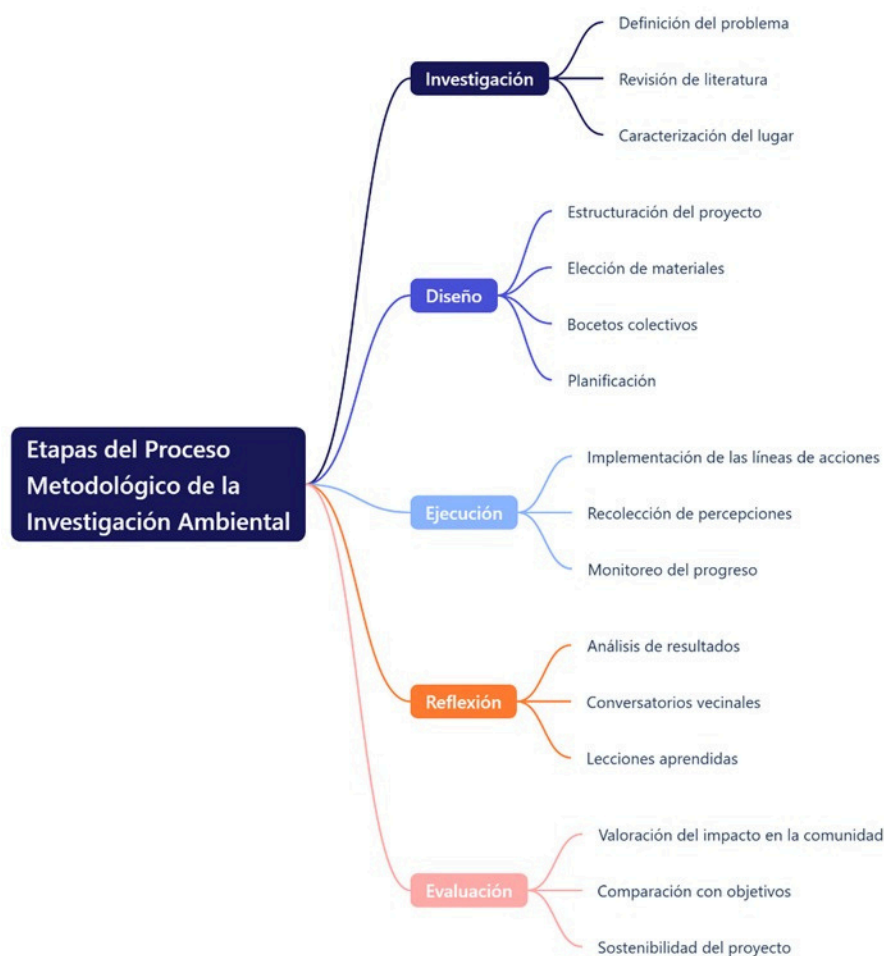 Etapas del Proceso
Metodológico de la
Investigación Ambiental
Investigación
Definición del problema
Revisión de literatura
Caracterización del lugar
Diseño
Estructuración del proyecto
Elección de materiales
Bocetos colectivos
Planificación
Ejecución
Implementación de las líneas de acciones
Recolección de percepciones
Monitoreo del progreso
Reflexión
Análisis de resultados
Conversatorios vecinales
Lecciones aprendidas
Evaluación
Valoración del impacto en la comunidad
Comparación con objetivos
Sostenibilidad del proyecto